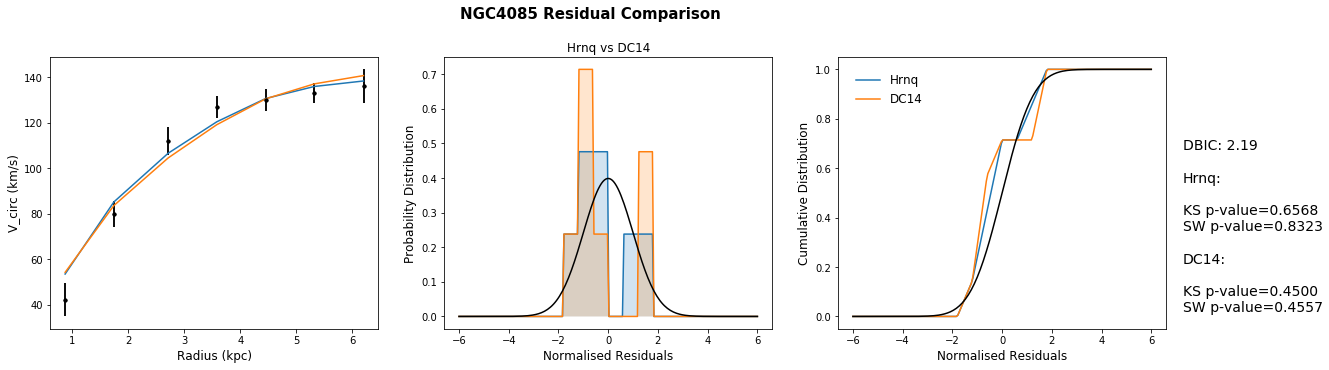 NGC4085 Residual Comparison
V_circ (km/s)
140
120
100
80
60
40
1 2 3 4 5 6
Radius (kpc)
Hrnq vs DC14
Probability Distribution
0.7
0.6
0.5
0.4
0.3
0.2
0.1
0.0
−6 −4 −2 0 2 4 6
Normalised Residuals
Cumulative Distribution
1.0
0.8
0.6
0.4
0.2
0.0
Hrnq
DC14
−6 −4 −2 0 2 4 6
Normalised Residuals
DBIC: 2.19
Hrnq:
KS p-value=0.6568
SW p-value=0.8323
DC14:
KS p-value=0.4500
SW p-value=0.4557